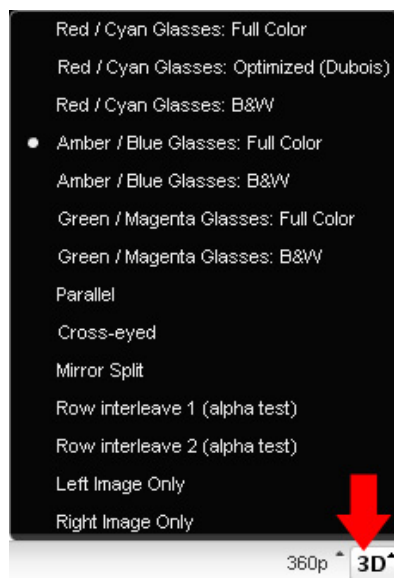 Red / Cyan Glasses: Full Color
Red / Cyan Glasses: Optimized (Dubois)
Red / Cyan Glasses: B&W
Amber / Blue Glasses: Full Color
Amber / Blue Glasses: B&W
Green / Magenta Glasses: Full Color
Green / Magenta Glasses: B&W
Parallel
Cross-eyed
Mirror Split
Row interleave 1 (alpha test)
Row interleave 2 (alpha test)
Left Image Only
Right Image Only
360p 3D